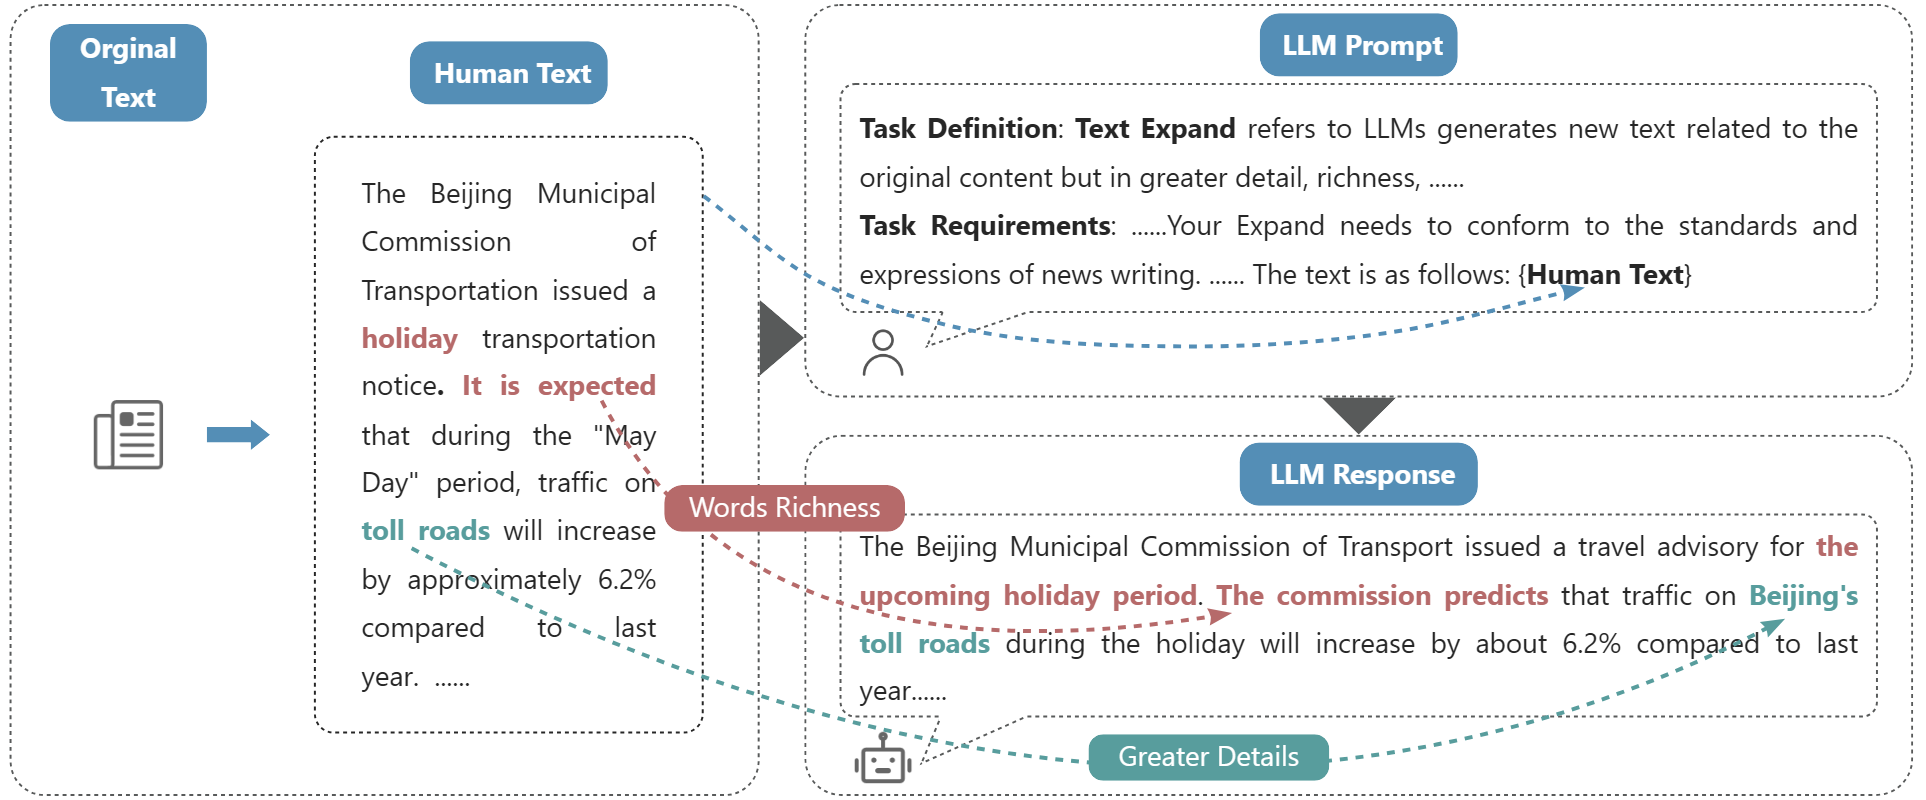 Orginal
Text
Human Text
The Beijing Municipal
Commission of
Transportation issued a
holiday transportation
notice. It is expected
that during the "May
Day" period, traffic on
toll roads will increase
by approximately 6.2%
compared to last
year. ......
LLM Prompt
Task Definition: Text Expand refers to LLMs generates new text related to the
original content but in greater detail, richness, ......
Task Requirements: ......Your Expand needs to conform to the standards and
expressions of news writing. ...... The text is as follows: {Human Text}
LLM Response
Words Richness
The Beijing Municipal Commission of Transport issued a travel advisory for the
upcoming holiday period. The commission predicts that traffic on Beijing's
toll roads during the holiday will increase by about 6.2% compared to last
year......
Greater Details